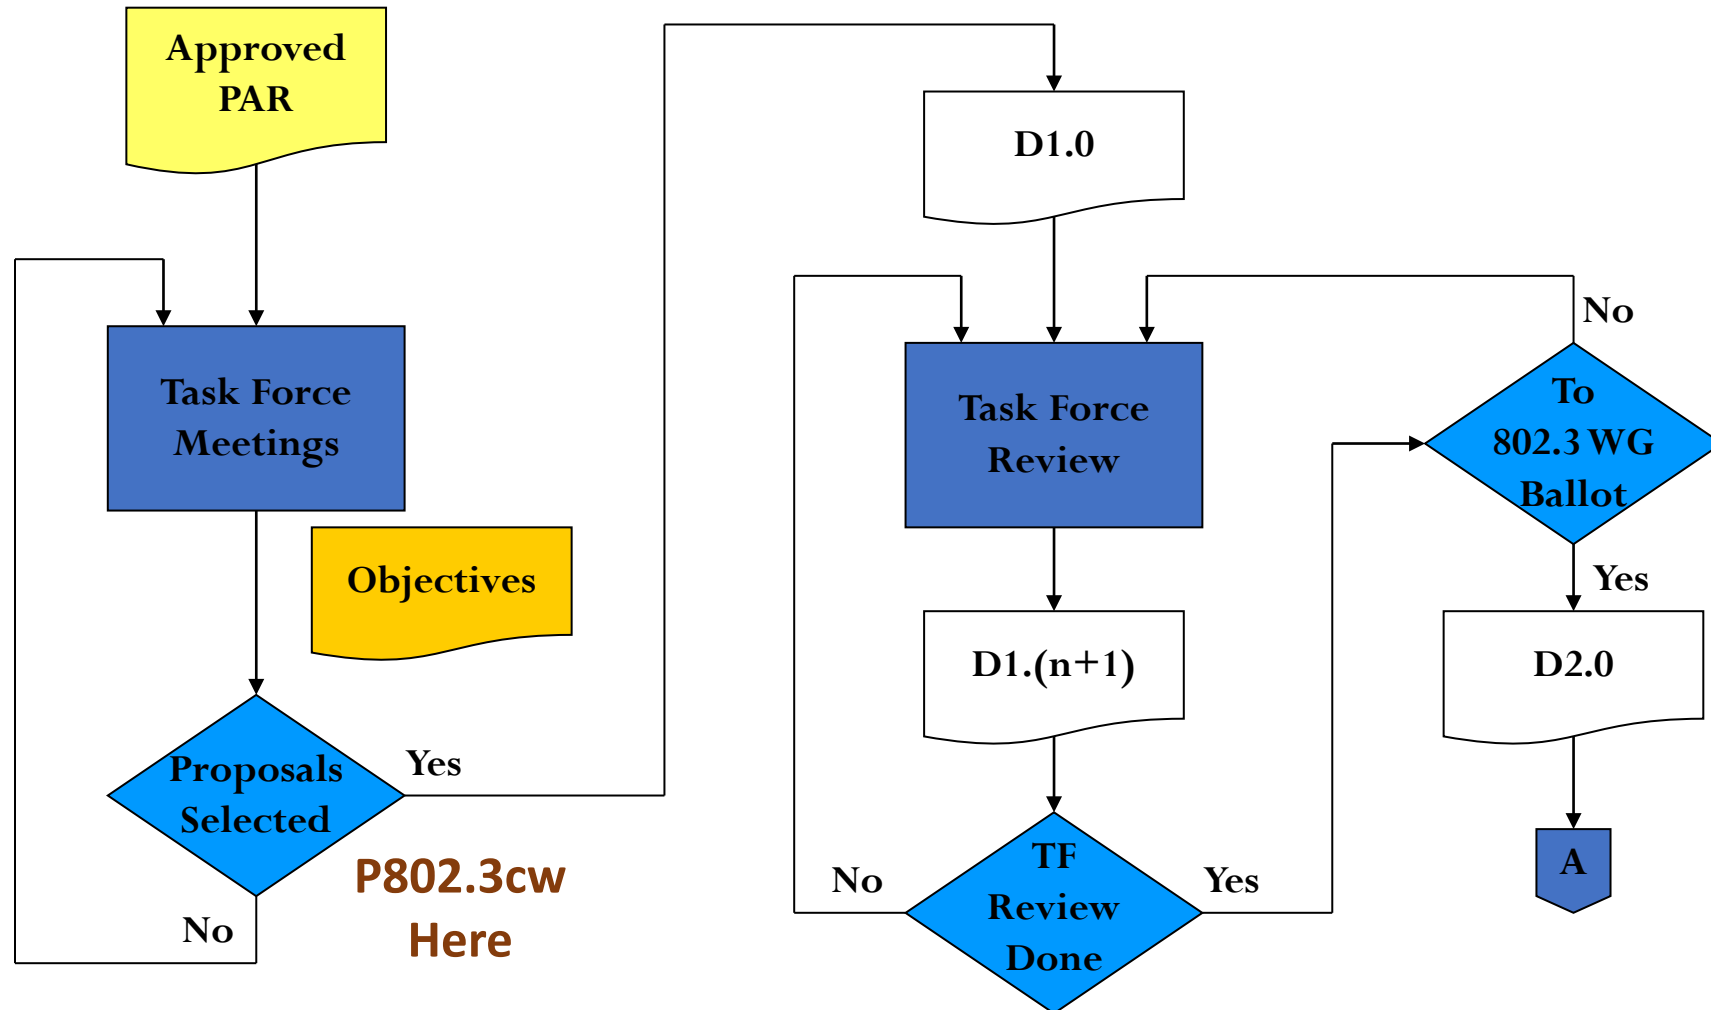 Approved
PAR
Task Force
Meetings
Objectives
Proposals
Selected
Yes
No
P802.3cw
Here
D1.0
Task Force
Review
D1.(n+1)
TF
Review
Done
No
Yes
To
802.3 WG
Ballot
No
Yes
D2.0
A